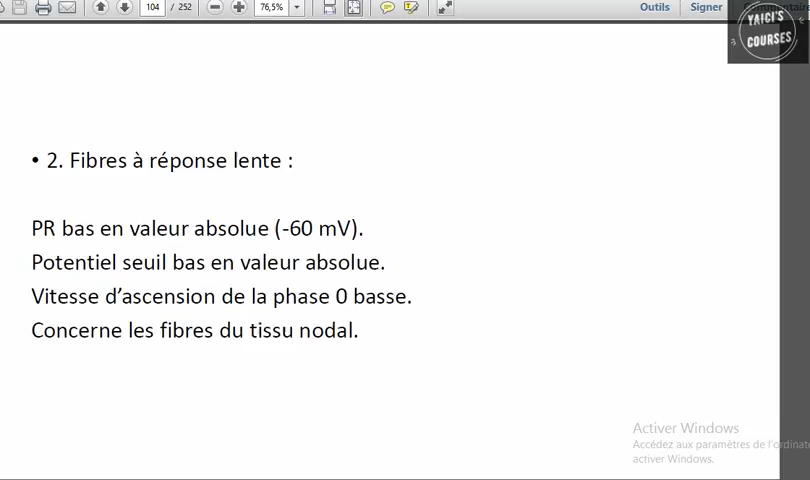 104 / 252
76,5%
Outils
Signer
Commentaire
YAICI'S
COURSES
• 2. Fibres à réponse lente :
PR bas en valeur absolue (-60 mV).
Potentiel seuil bas en valeur absolue.
Vitesse d’ascension de la phase 0 basse.
Concerne les fibres du tissu nodal.
Activer Windows
Accédez aux paramètres de l'ordinate
activer Windows.